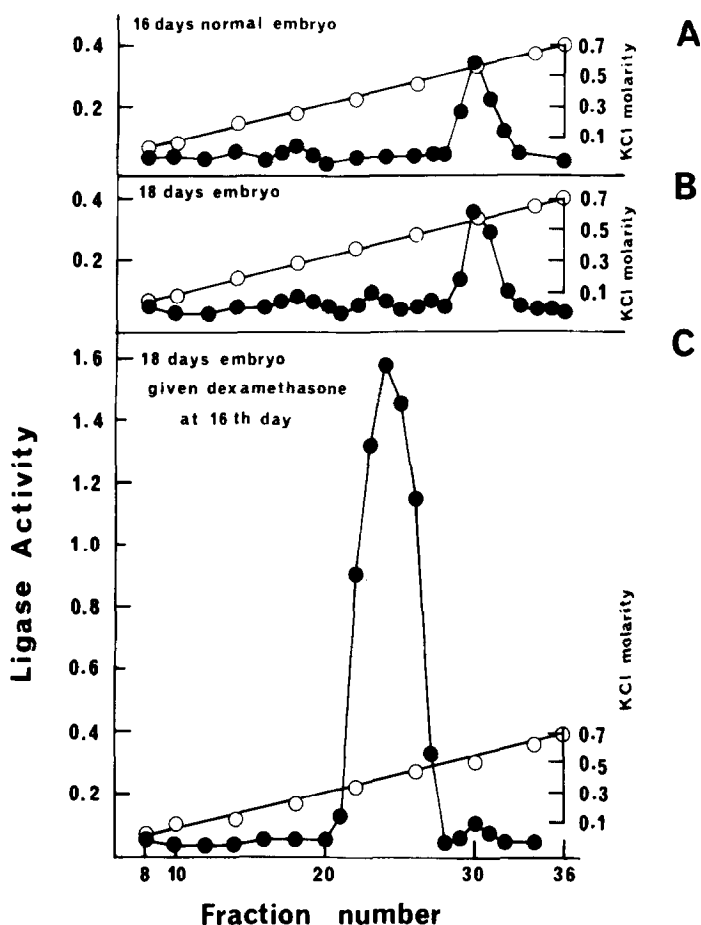 16 days normal embryo
A
0.4
0.2
0.7
0.5
0.3
0.1
KCl molarity
18 days embryo
B
0.4
0.2
0.7
0.5
0.3
0.1
KCl molarity
C
18 days embryo
given dexamethasone
at 16 th day
1.6
1.4
1.2
1.0
0.8
0.6
0.4
0.2
Ligase Activity
0.7
0.5
0.3
0.1
KCl molarity
8 10 20 30 36
Fraction number